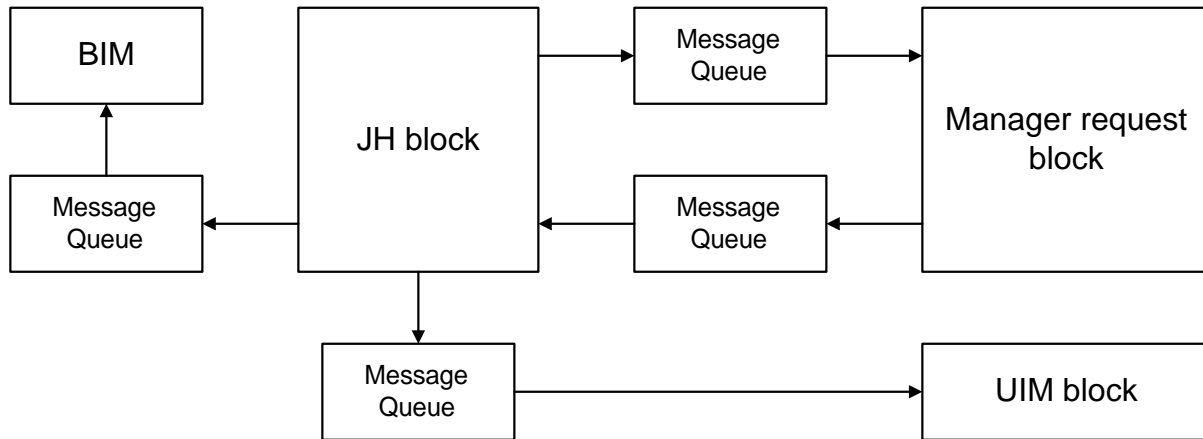 BIM
JH block
Message
Queue
Manager request
block
Message
Queue
Message
Queue
Message
Queue
UIM block